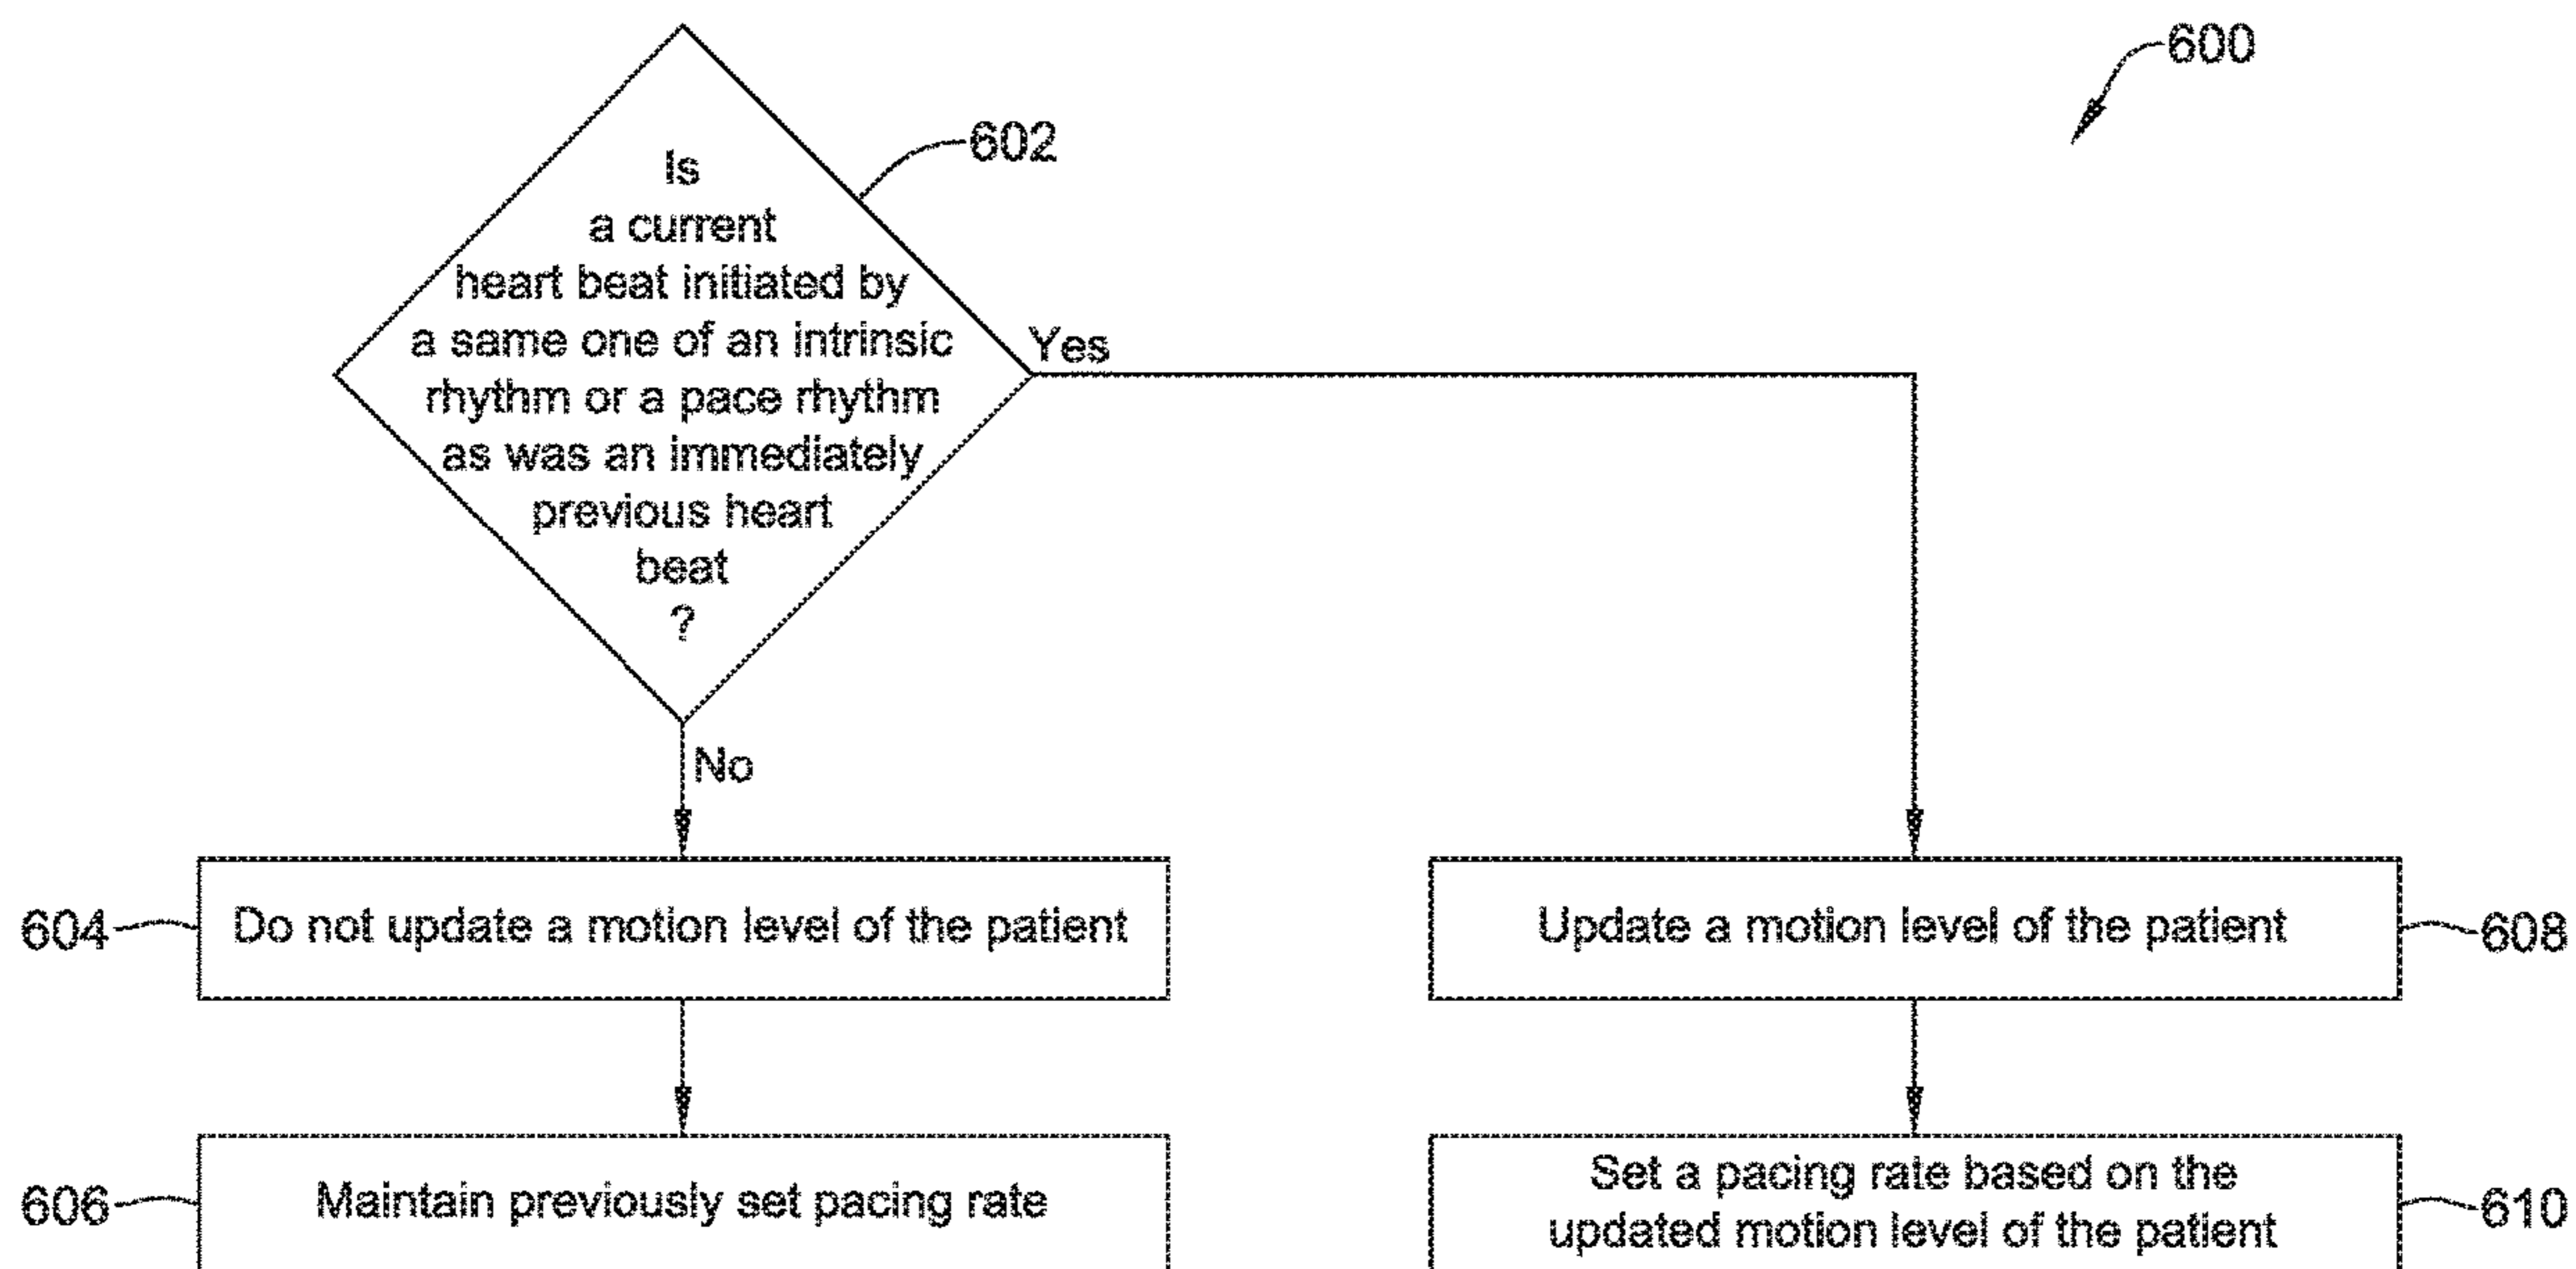 600
602
Is
a current
heart beat initiated by
a same one of an intrinsic
rhythm or a pace rhythm
as was an immediately
previous heart
beat
?
Yes
No
604
Do not update a motion level of the patient
Update a motion level of the patient
608
606
Maintain previously set pacing rate
Set a pacing rate based on the
updated motion level of the patient
610